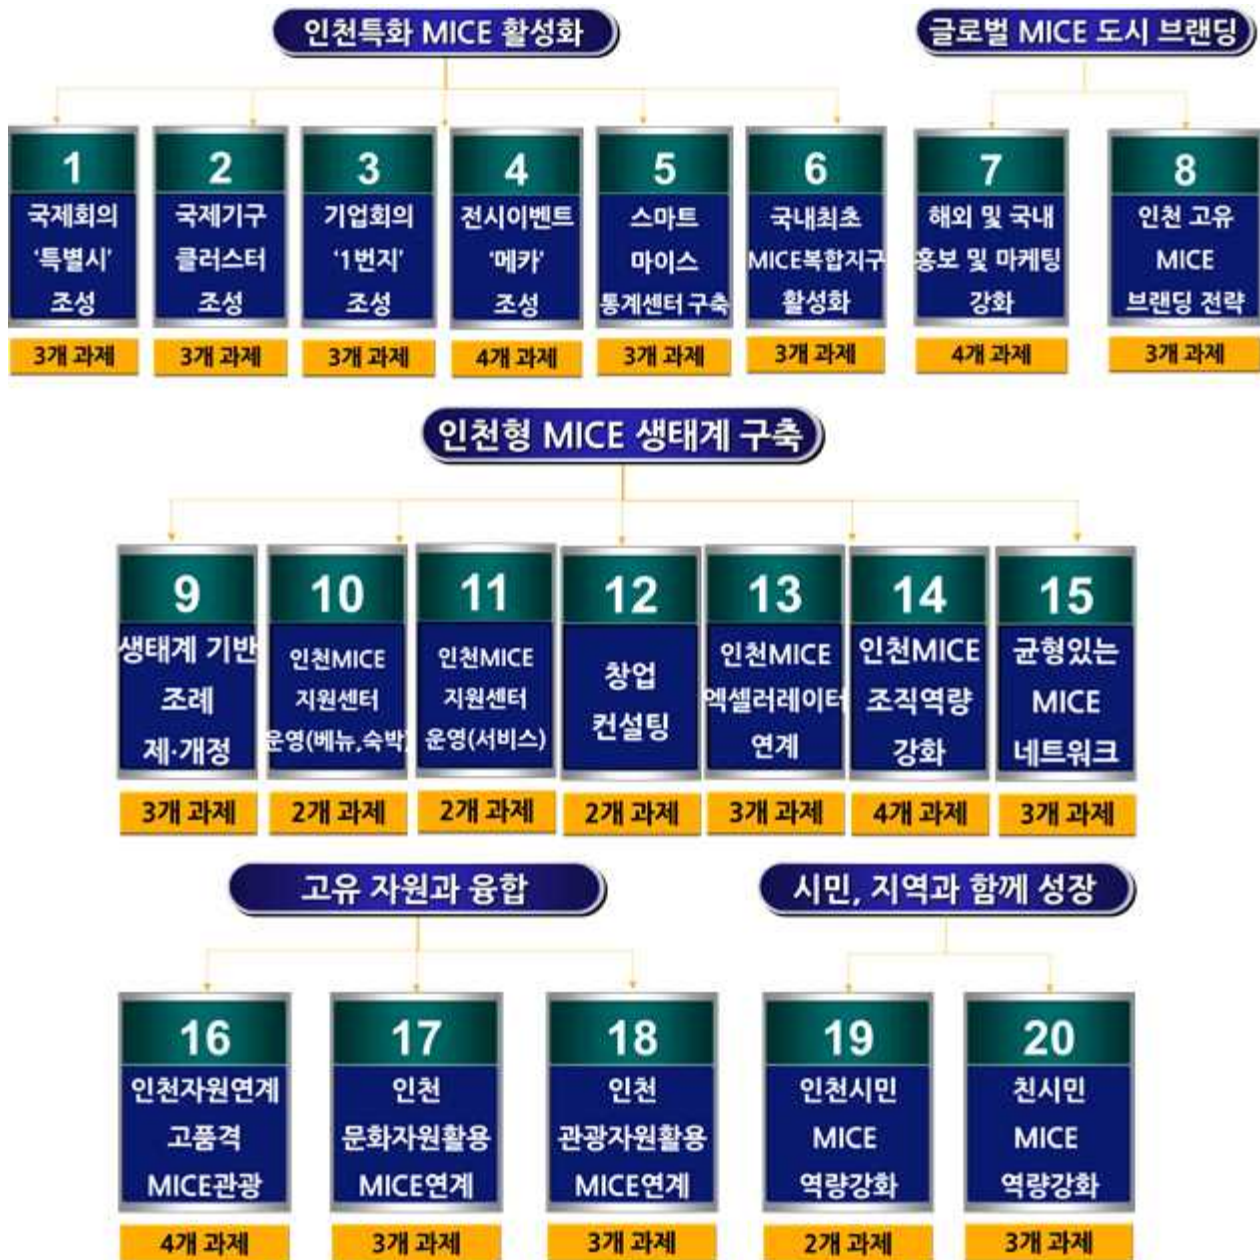 인천특화 MICE 활성화
글로벌 MICE 도시 브랜딩
1
국제회의
‘특별시’
조성
3개 과제
2
국제기구
클러스터
조성
3개 과제
3
기업회의
‘1번지’
조성
3개 과제
4
전시이벤트
‘메카’
조성
4개 과제
5
스마트
마이스
통계센터 구축
3개 과제
6
국내최초
MICE복합지구
활성화
3개 과제
7
해외 및 국내
홍보 및 마케팅
강화
4개 과제
8
인천 고유
MICE
브랜딩 전략
3개 과제
인천형 MICE 생태계 구축
9
생태계 기반
조례
제·개정
3개 과제
10
인천MICE
지원센터
운영(베뉴,숙박)
2개 과제
11
인천MICE
지원센터
운영(서비스)
2개 과제
12
창업
컨설팅
2개 과제
13
인천MICE
엑셀러레이터
연계
3개 과제
14
인천MICE
조직역량
강화
4개 과제
15
균형있는
MICE
네트워크
3개 과제
고유 자원과 융합
시민, 지역과 함께 성장
16
인천자원연계
고품격
MICE관광
4개 과제
17
인천
문화자원활용
MICE연계
3개 과제
18
인천
관광자원활용
MICE연계
3개 과제
19
인천시민
MICE
역량강화
2개 과제
20
친시민
MICE
역량강화
3개 과제